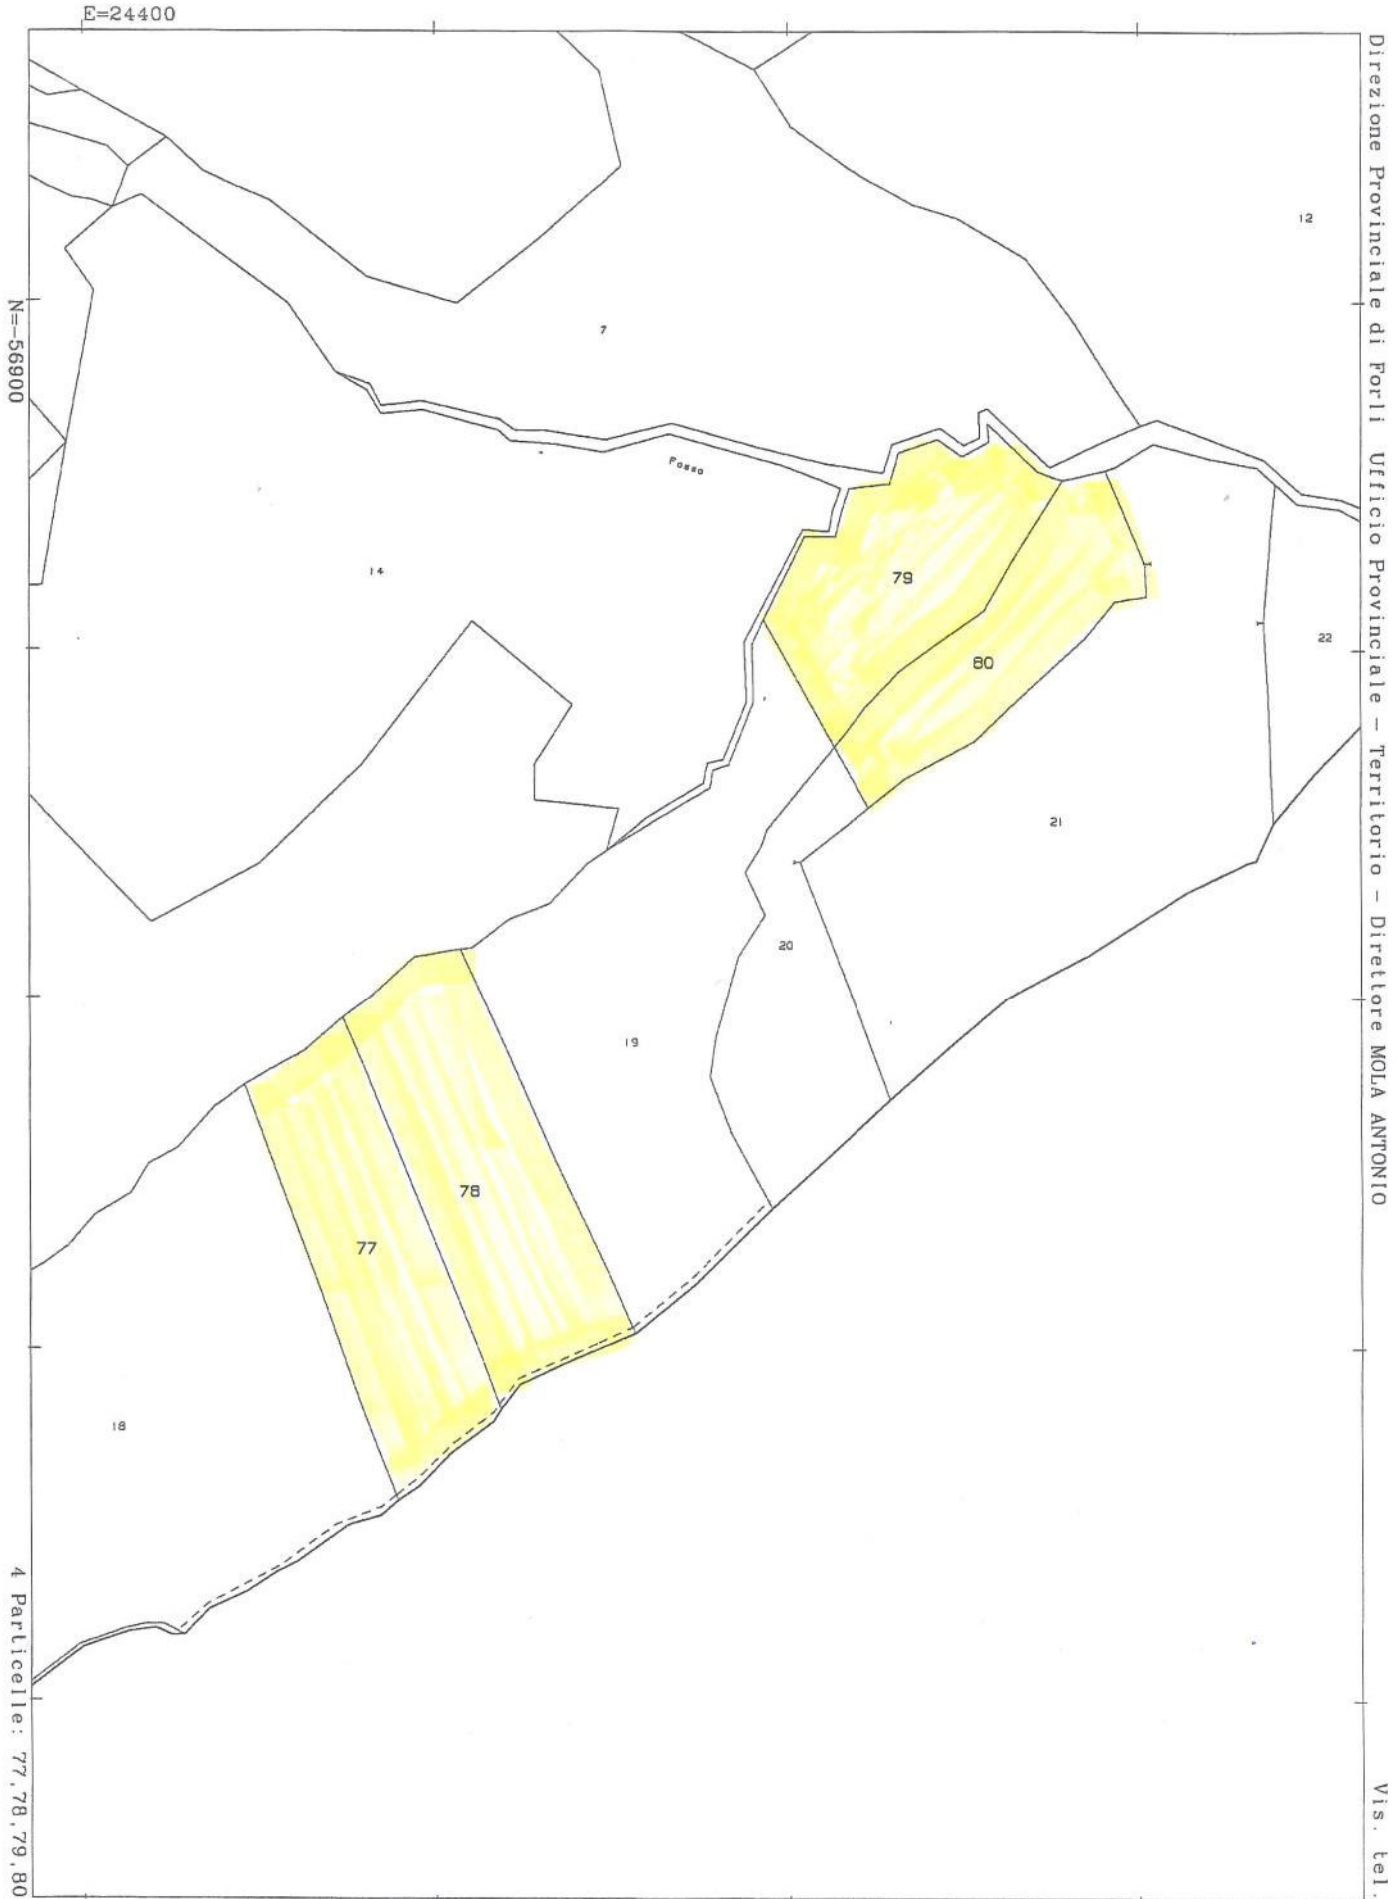 E=24400
Direzione Provinciale di Forli Ufficio Provinciale - Territorio - Direttore MOLA ANTONIO
Vis. tel.
12
7
N=-56900
Fosso
14
79
22
80
21
20
19
78
77
18
4 Particelle: 77,78,79,80